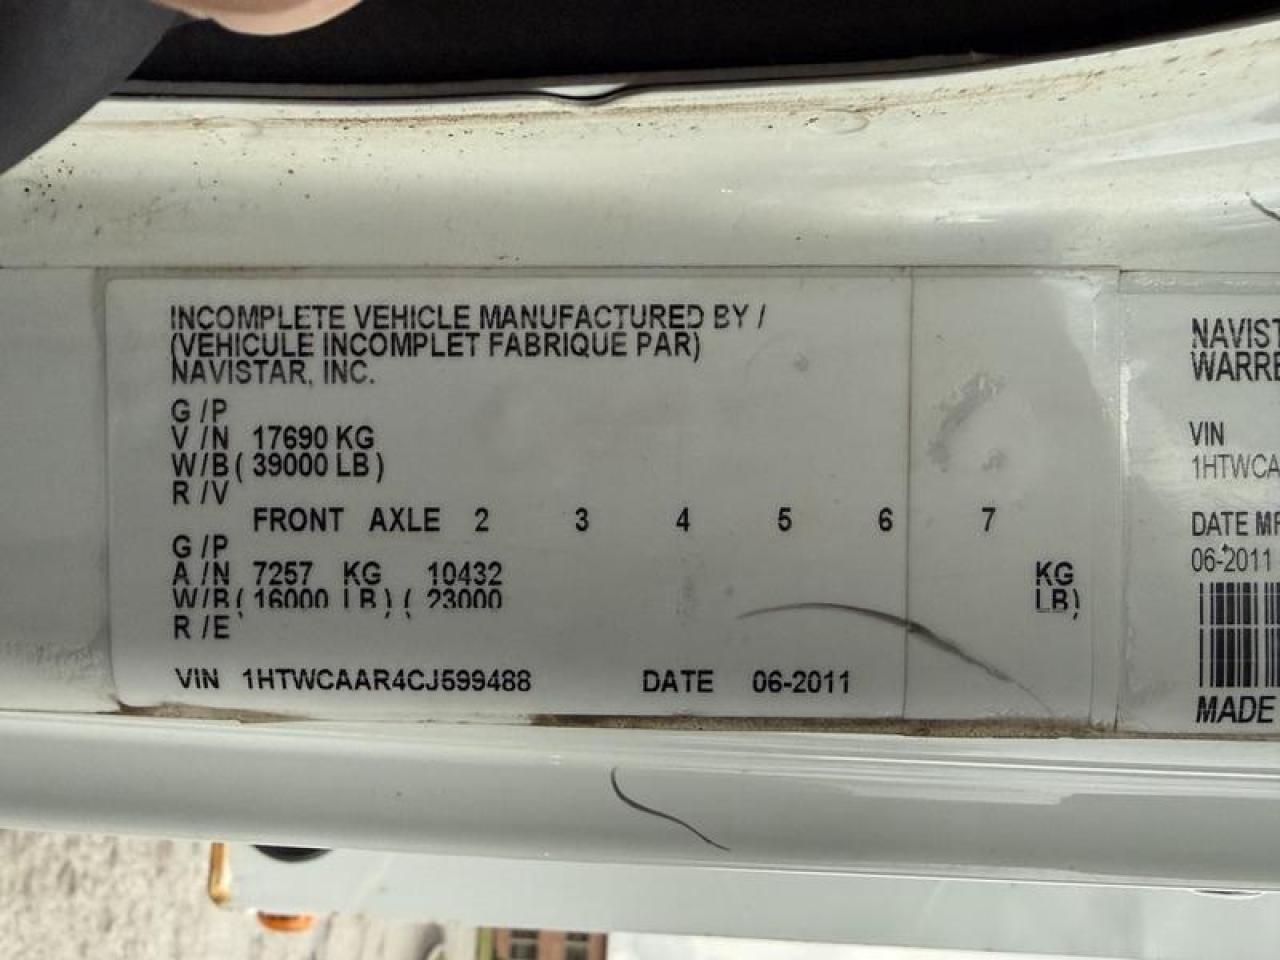 INCOMPLETE VEHICLE MANUFACTURED BY /
(VEHICULE INCOMPLET FABRIQUE PAR)
NAVISTAR, INC.
G /P
V /N 17690 KG
W/B ( 39000 LB )
R /V
FRONT AXLE 2 3 4 5 6 7
G /P
A /N 7257 KG 10432 KG
W/B ( 16000 LB ) ( 23000 LB)
R /E
VIN 1HTWCAAR4CJ599488 DATE 06-2011
NAVIST
WARRE
VIN
1HTWCA
DATE MF
06-2011
MADE